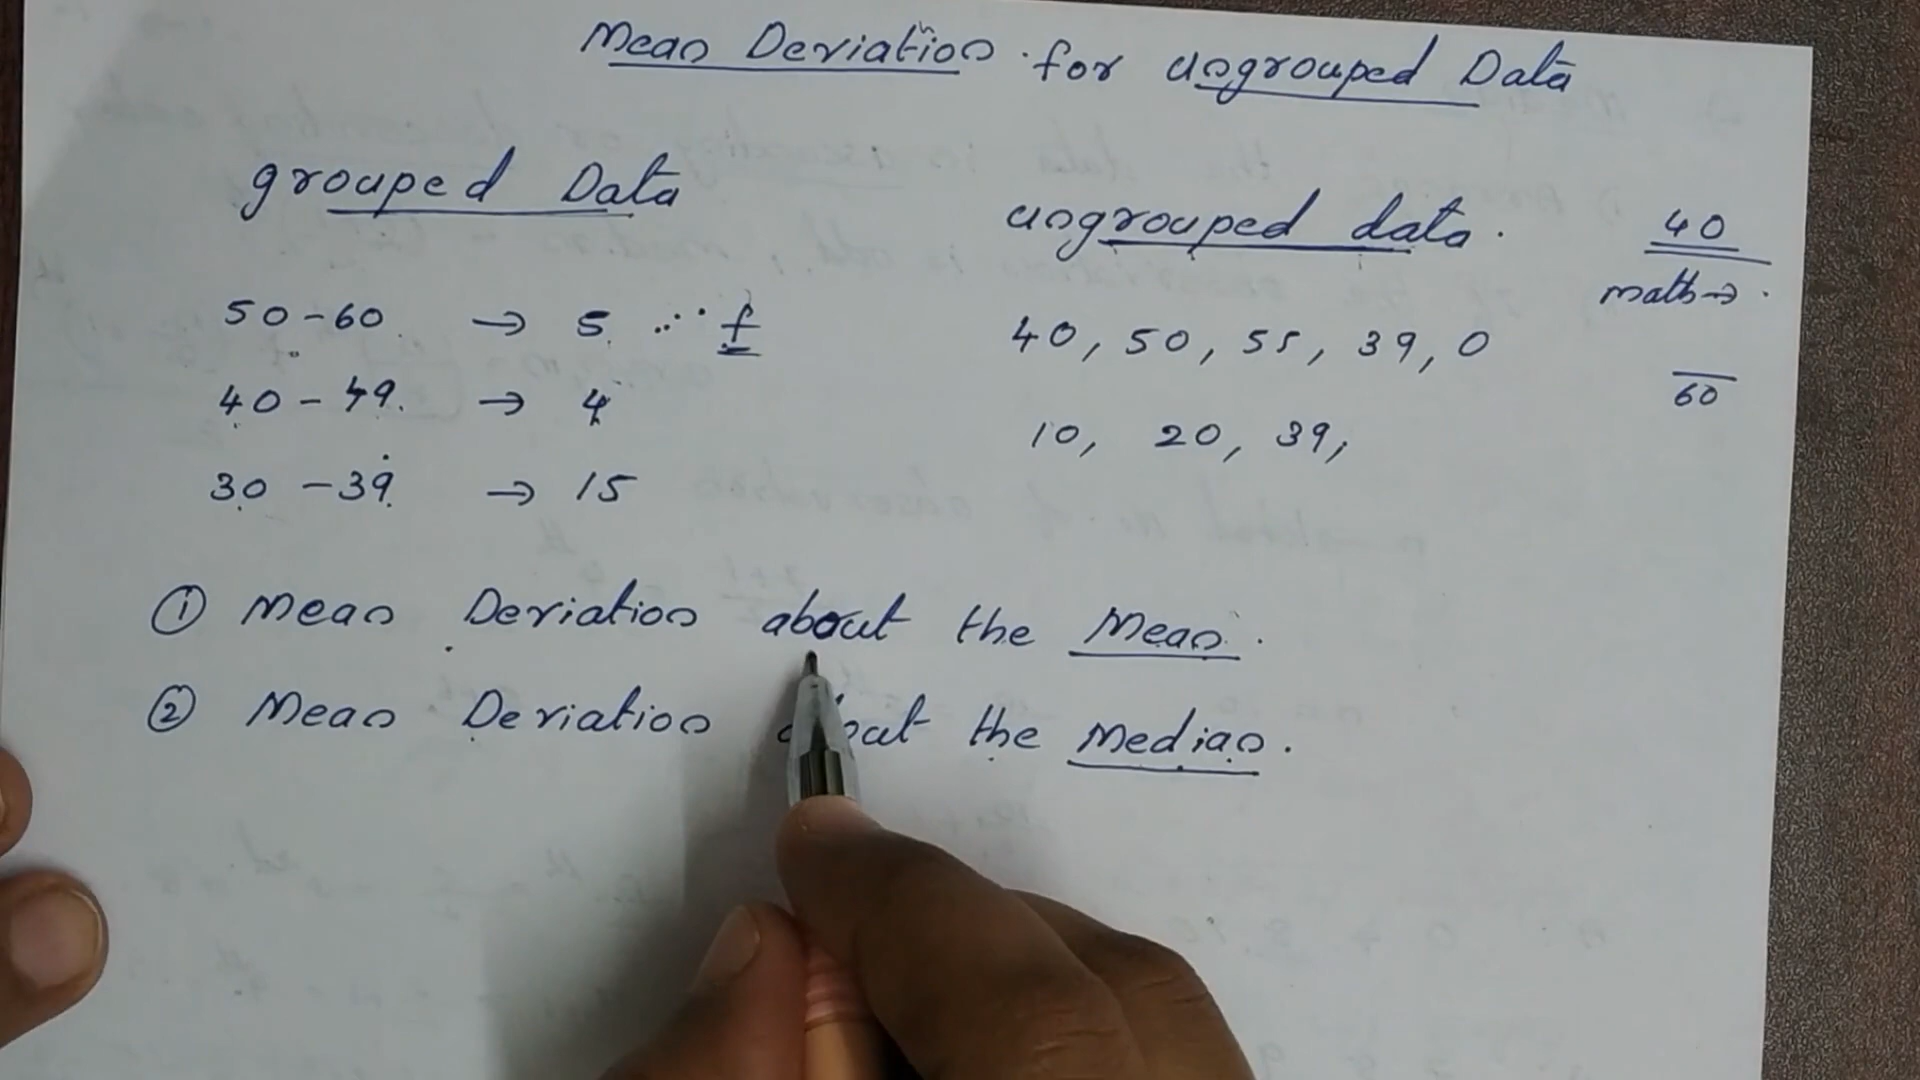 Mean Deviation for ungrouped Data
grouped Data
50-60 → 5 ... f
40-49. → 4
30-39. → 15
ungrouped data.
40, 50, 55, 39, 0
10, 20, 39,
40
math → .
60
① Mean Deviation about the Mean.
② Mean Deviation about the Median.